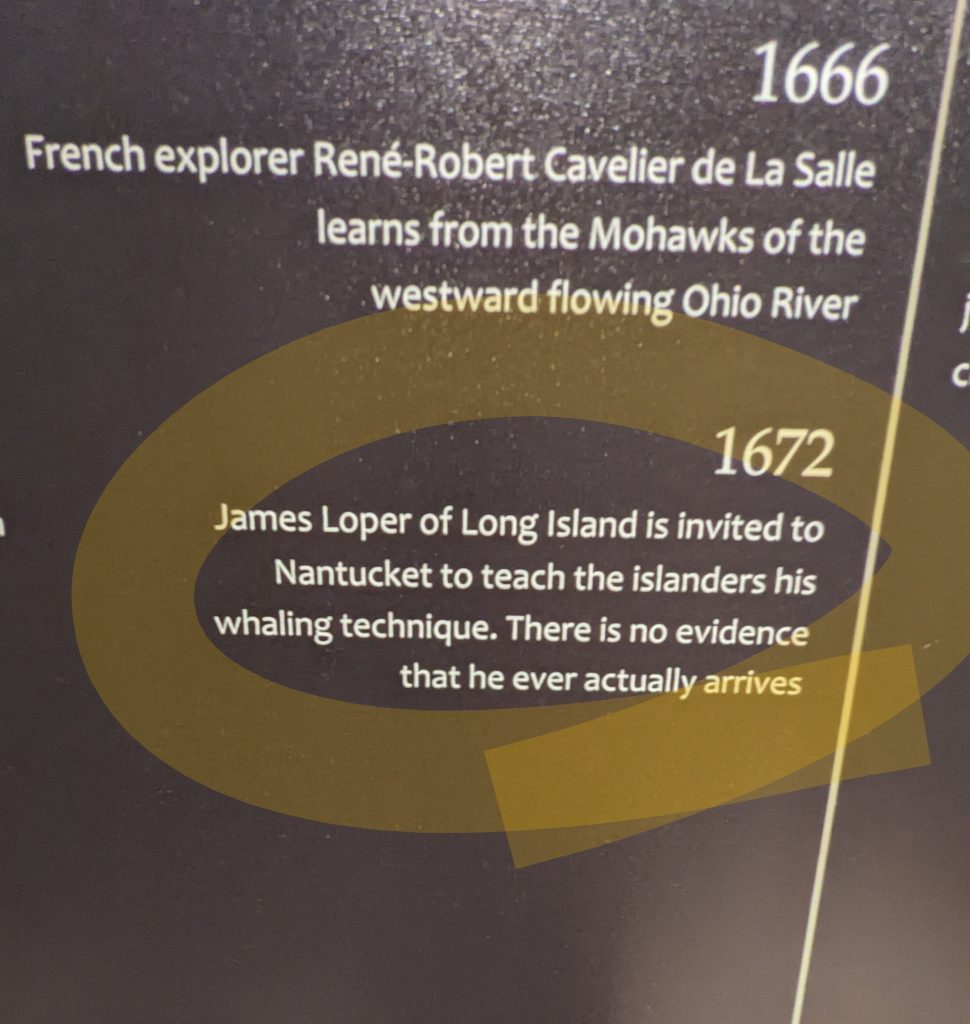 1666
French explorer René-Robert Cavelier de La Salle
learns from the Mohawks of the
westward flowing Ohio River
1672
James Loper of Long Island is invited to
Nantucket to teach the islanders his
whaling technique. There is no evidence
that he ever actually arrives